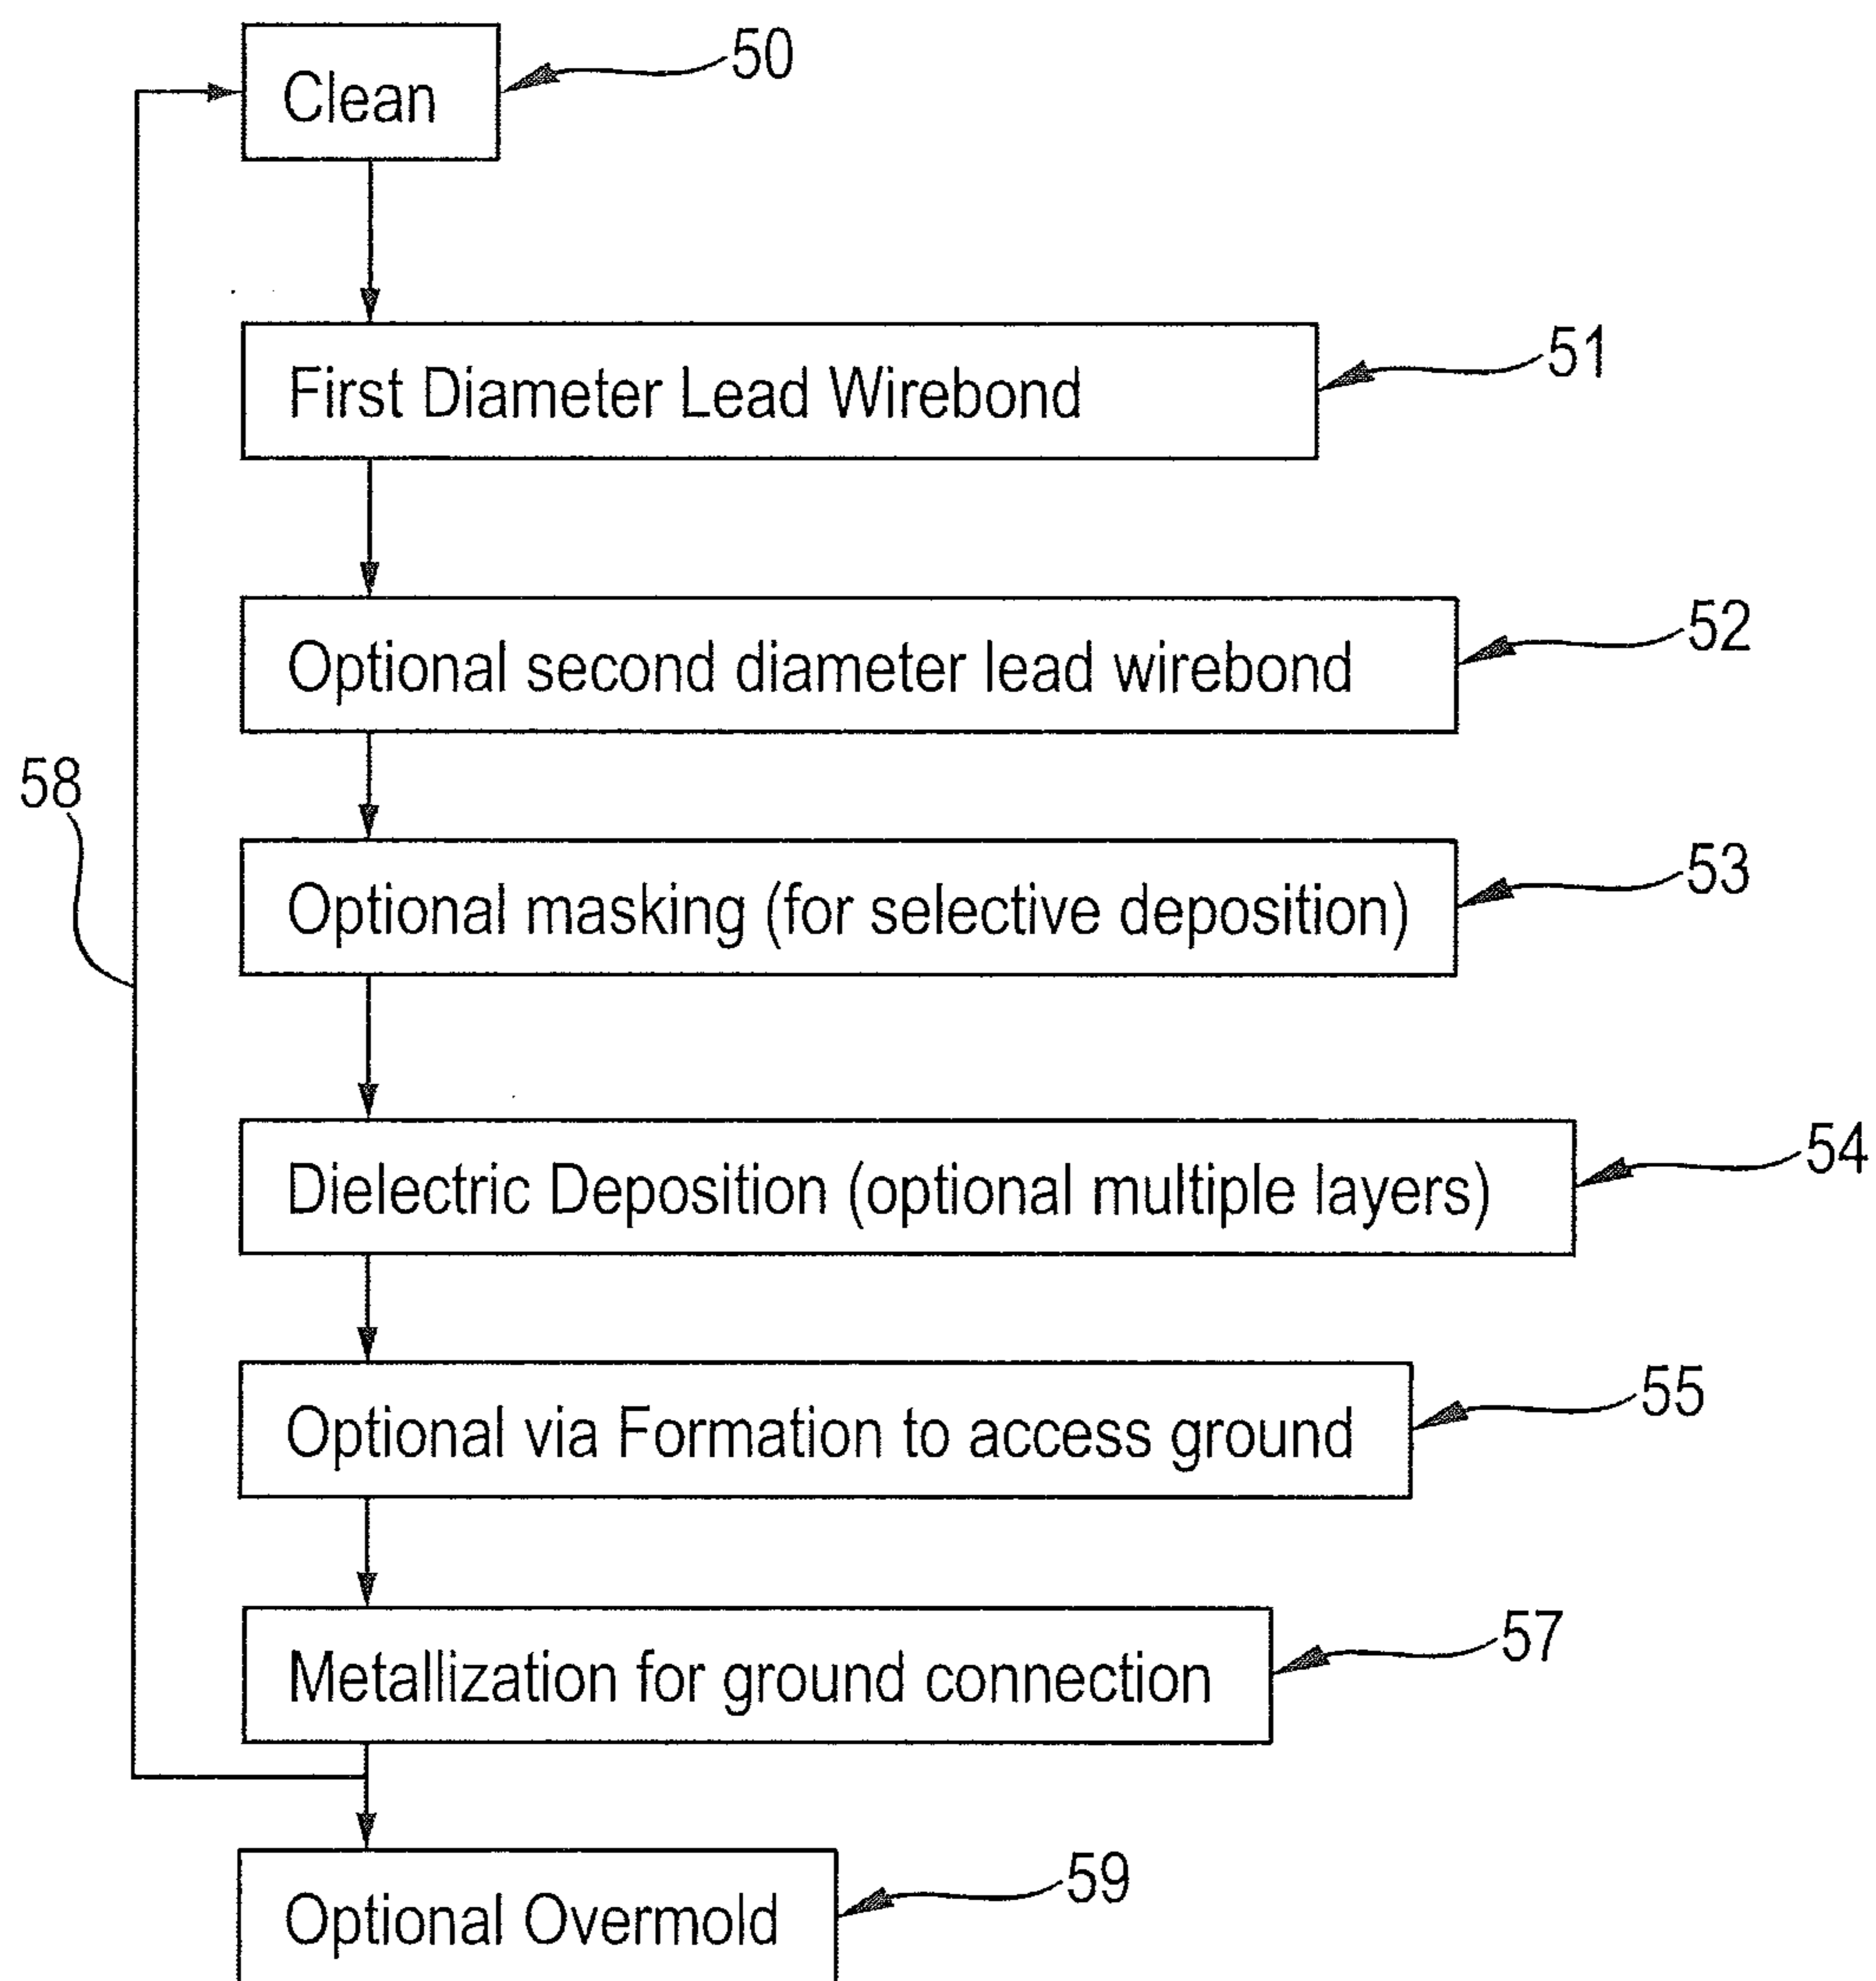 Clean
50
First Diameter Lead Wirebond
51
Optional second diameter lead wirebond
52
58
Optional masking (for selective deposition)
53
Dielectric Deposition (optional multiple layers)
54
Optional via Formation to access ground
55
Metallization for ground connection
57
Optional Overmold
59